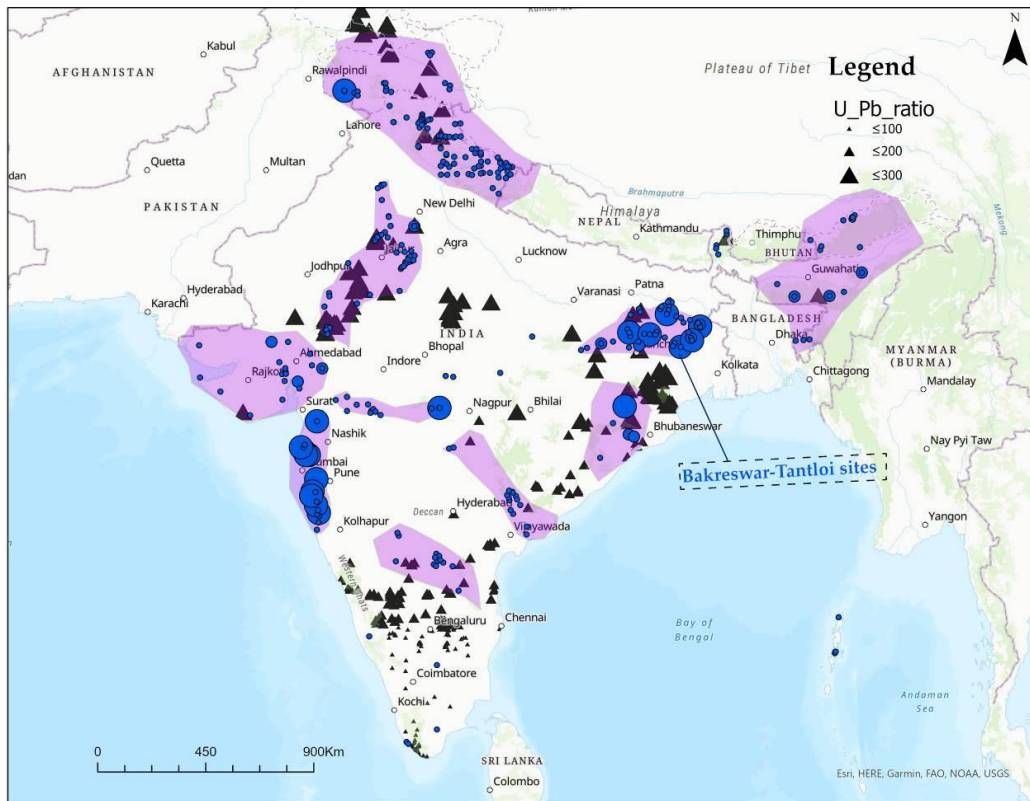 Kabul
AFGHANISTAN
Rawalpindi
Plateau of Tibet
Legend
N
U_Pb_ratio
≤100
≤200
≤300
Lahore
Quetta
Multan
PAKISTAN
New Delhi
Brahmaputra
Mekong
Himalaya
NEPAL
Kathmandu
Thimphu
BHUTAN
Agra
Lucknow
Jodhpur
Guwahati
Hyderabad
Karachi
Varanasi
Patna
INDIA
BANGLADESH
Dhaka
Ahmedabad
Bhopal
Indore
Kolkata
Chittagong
MYANMAR
(BURMA)
Mandalay
Rajkot
Surat
Nagpur
Bhilai
Nashik
Bhubaneswar
Nay Pyi Taw
Pune
Bakreswar-Tantloi sites
Deccan
Hyderabad
Vijayawada
Kolhapur
Yangon
Western Ghats
Chennai
Bengaluru
Bay of
Bengal
Coimbatore
Kochi
Andaman
Sea
0 450 900Km
SRI LANKA
Colombo
Esri, HERE, Garmin, FAO, NOAA, USGS